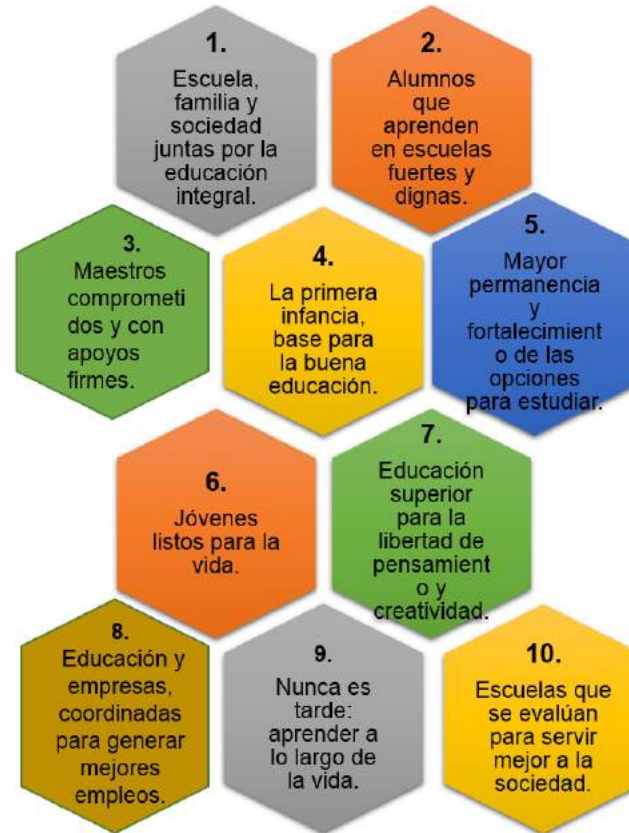 1.
Escuela,
familia y
sociedad
juntas por la
educación
integral.
2.
Alumnos
que
aprenden
en escuelas
fuertes y
dignas.
3.
Maestros
comprometi
dos y con
apoyos
firmes.
4.
La primera
infancia,
base para
la buena
educación.
5.
Mayor
permanencia
y
fortalecimient
o de las
opciones
para estudiar.
6.
Jóvenes
listos para la
vida.
7.
Educación
superior
para la
libertad de
pensamient
o y
creatividad.
8.
Educación y
empresas,
coordinadas
para generar
mejores
empleos.
9.
Nunca es
tarde:
aprender a
lo largo de
la vida.
10.
Escuelas que
se evalúan
para servir
mejor a la
sociedad.